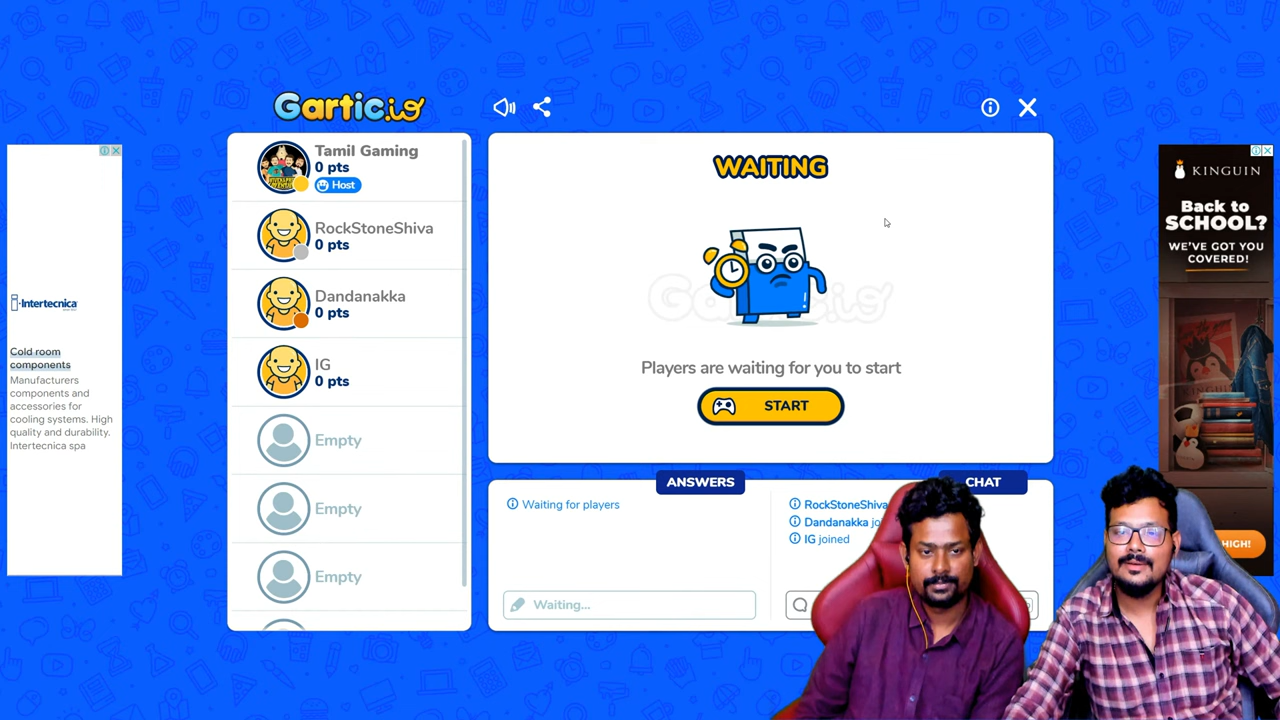 Gartic.io
Tamil Gaming
0 pts
Host
RockStoneShiva
0 pts
Dandanakka
0 pts
IG
0 pts
Empty
Empty
Empty
WAITING
Gartic.io
Players are waiting for you to start
START
ANSWERS
Waiting for players
Waiting...
CHAT
RockStoneShiva
Dandanakka jo
IG joined
Intertecnica
Cold room
components
Manufacturers
components and
accessories for
cooling systems. High
quality and durability.
Intertecnica spa
KINGUIN
Back to
SCHOOL?
WE'VE GOT YOU
COVERED!
HIGH!